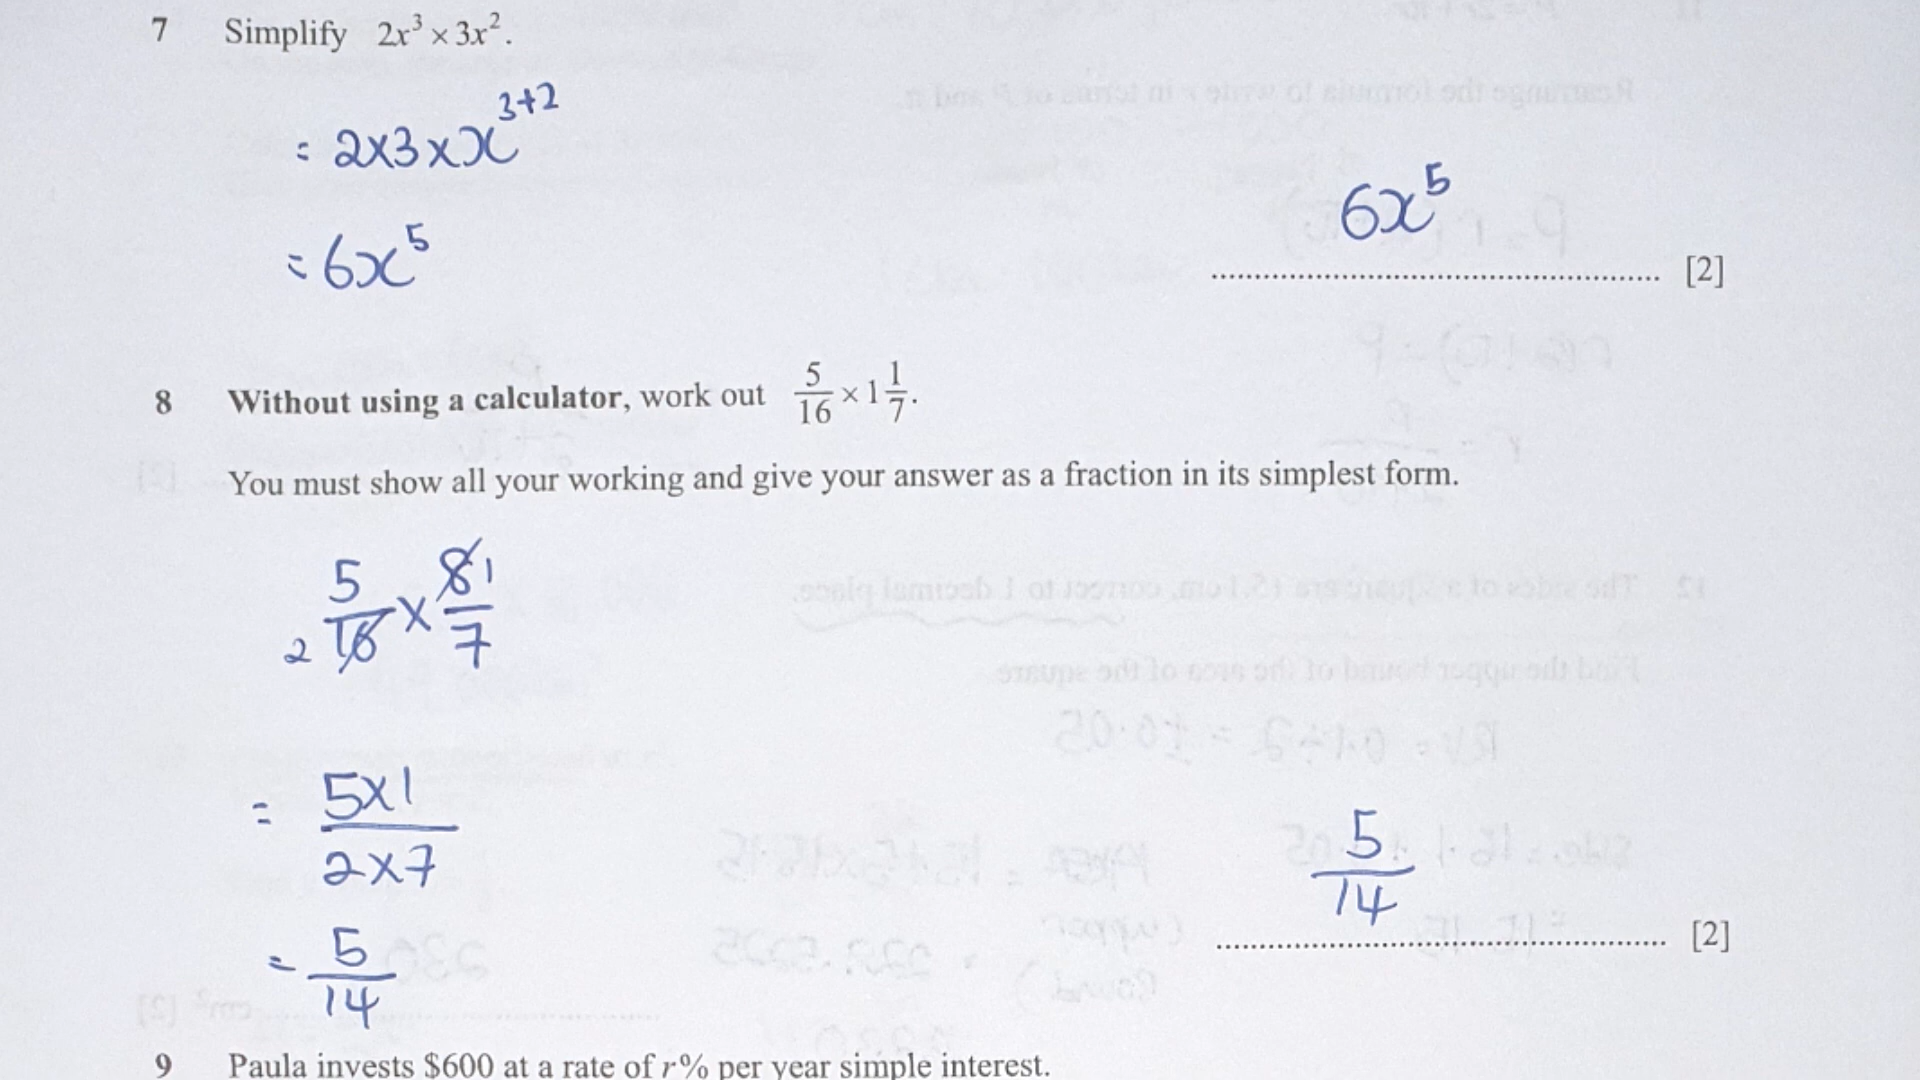 7 Simplify 2x³ × 3x².
= 2×3×x³⁺²
= 6x⁵
6x⁵
[2]
8 Without using a calculator, work out 5/16 × 1 1/7.
You must show all your working and give your answer as a fraction in its simplest form.
2 5/16 × 8/7 1
= 5×1/2×7
= 5/14
5/14
[2]
9 Paula invests $600 at a rate of r% per year simple interest.